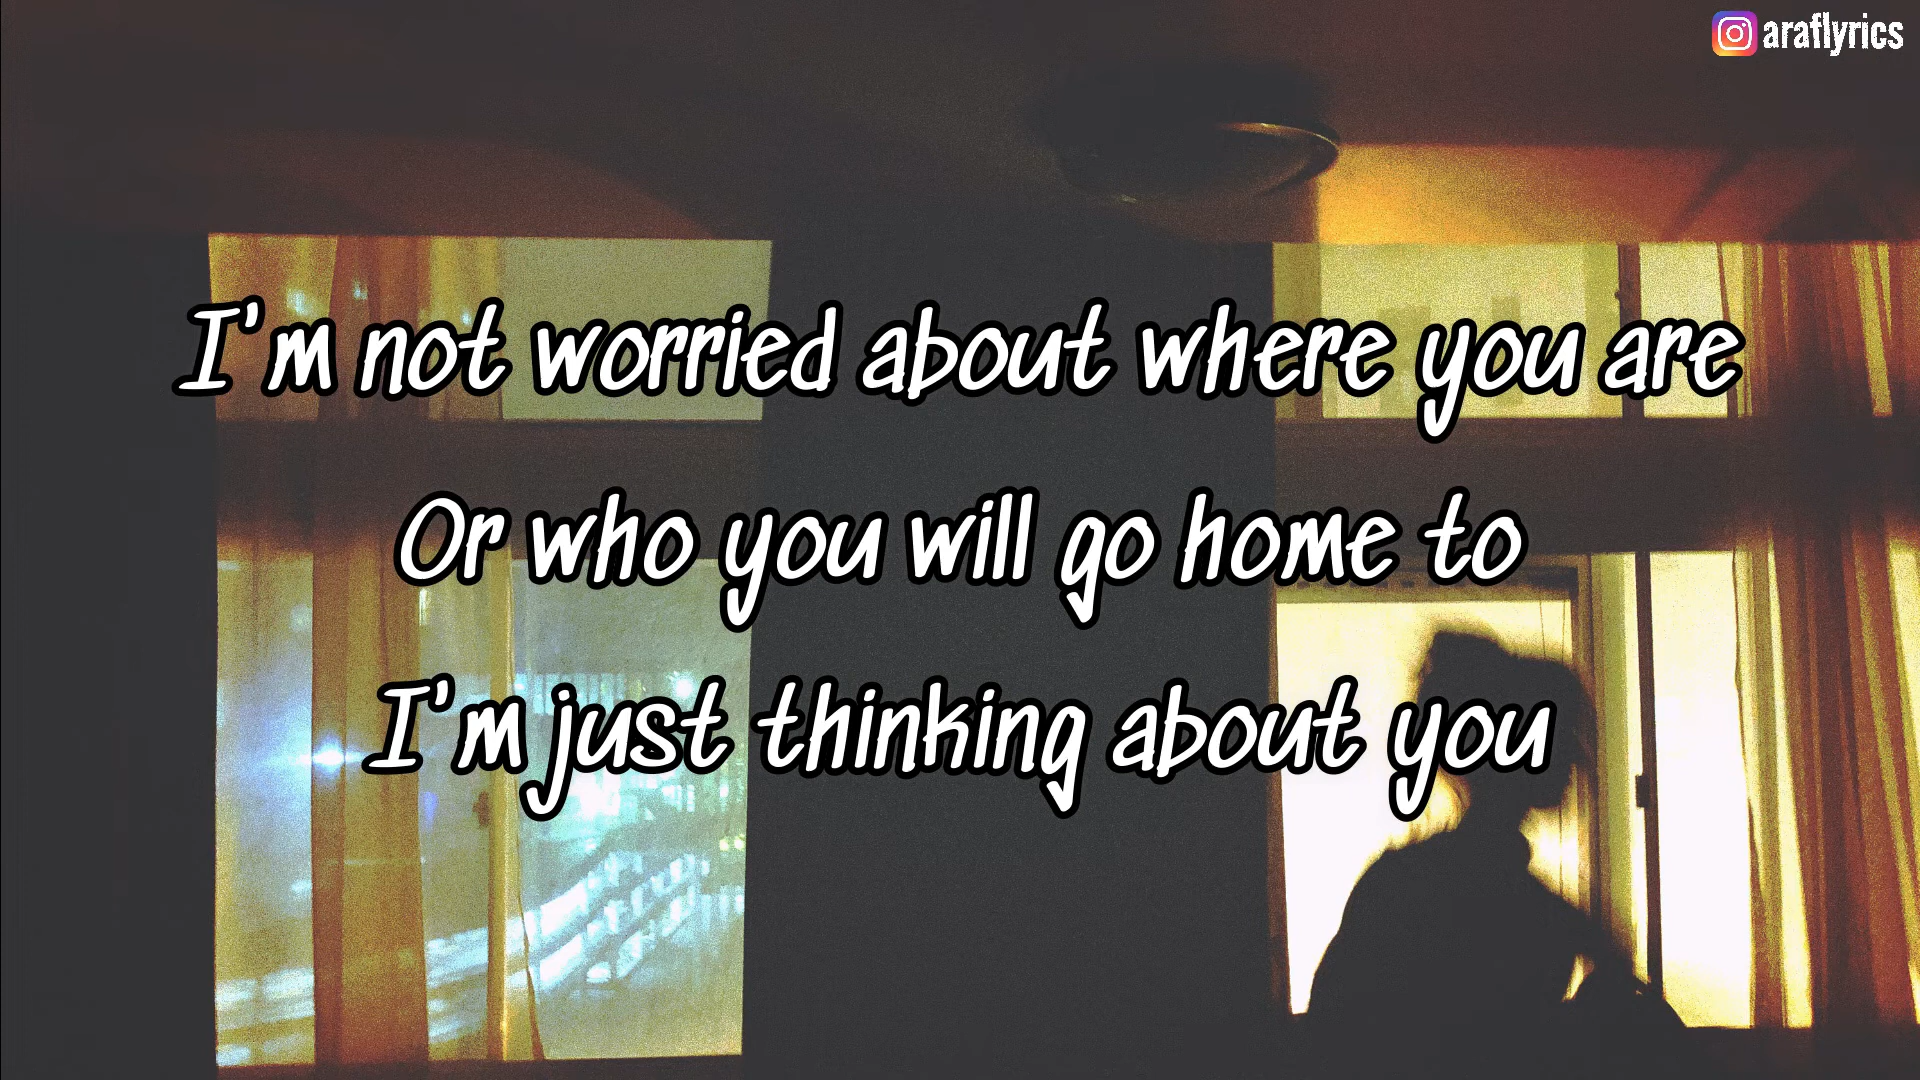 araflyrics
I'm not worried about where you are
Or who you will go home to
I'm just thinking about you